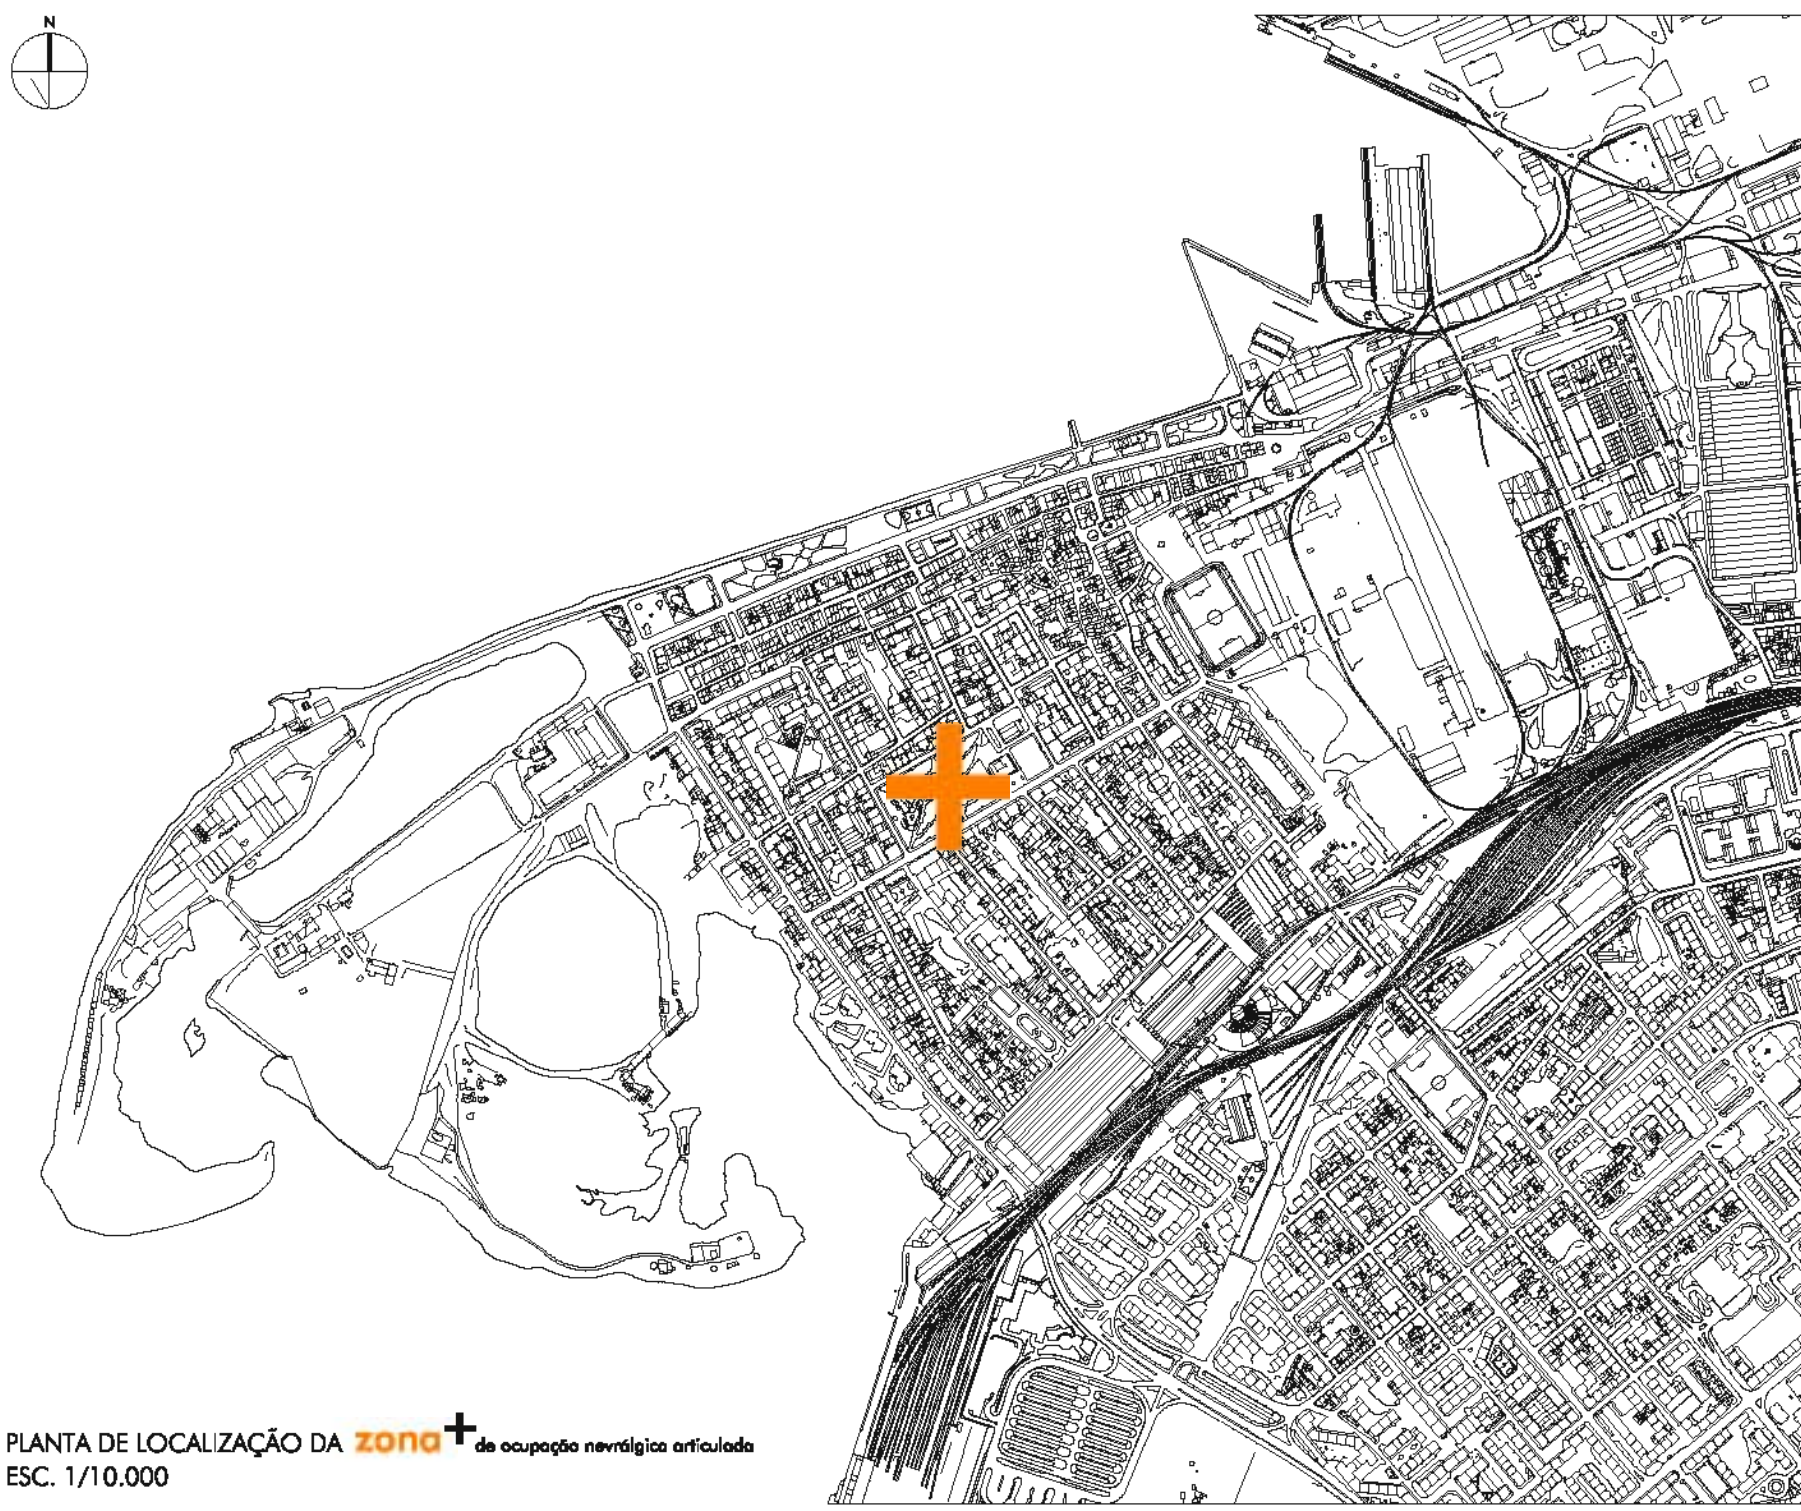 N
PLANTA DE LOCALIZAÇÃO DA zona + de ocupação nevrálgica articulada
ESC. 1/10.000